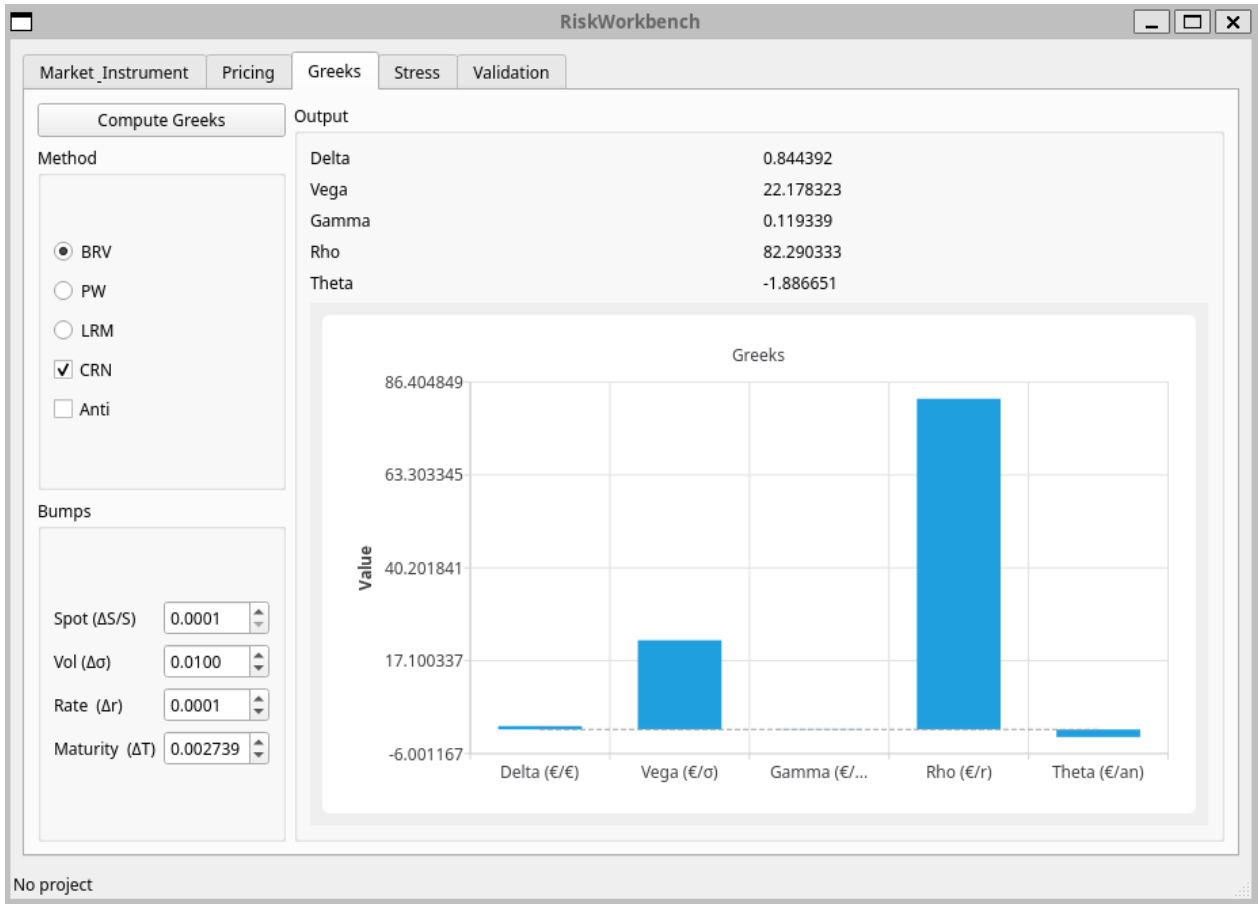 RiskWorkbench
Market_Instrument Pricing Greeks Stress Validation
Compute Greeks
Method
BRV
PW
LRM
CRN
Anti
Bumps
Spot (ΔS/S) 0.0001
Vol (Δσ) 0.0100
Rate (Δr) 0.0001
Maturity (ΔT) 0.002739
Output
Delta 0.844392
Vega 22.178323
Gamma 0.119339
Rho 82.290333
Theta -1.886651
Greeks
Value
86.404849
63.303345
40.201841
17.100337
-6.001167
Delta (€/€) Vega (€/σ) Gamma (€/... Rho (€/r) Theta (€/an)
No project